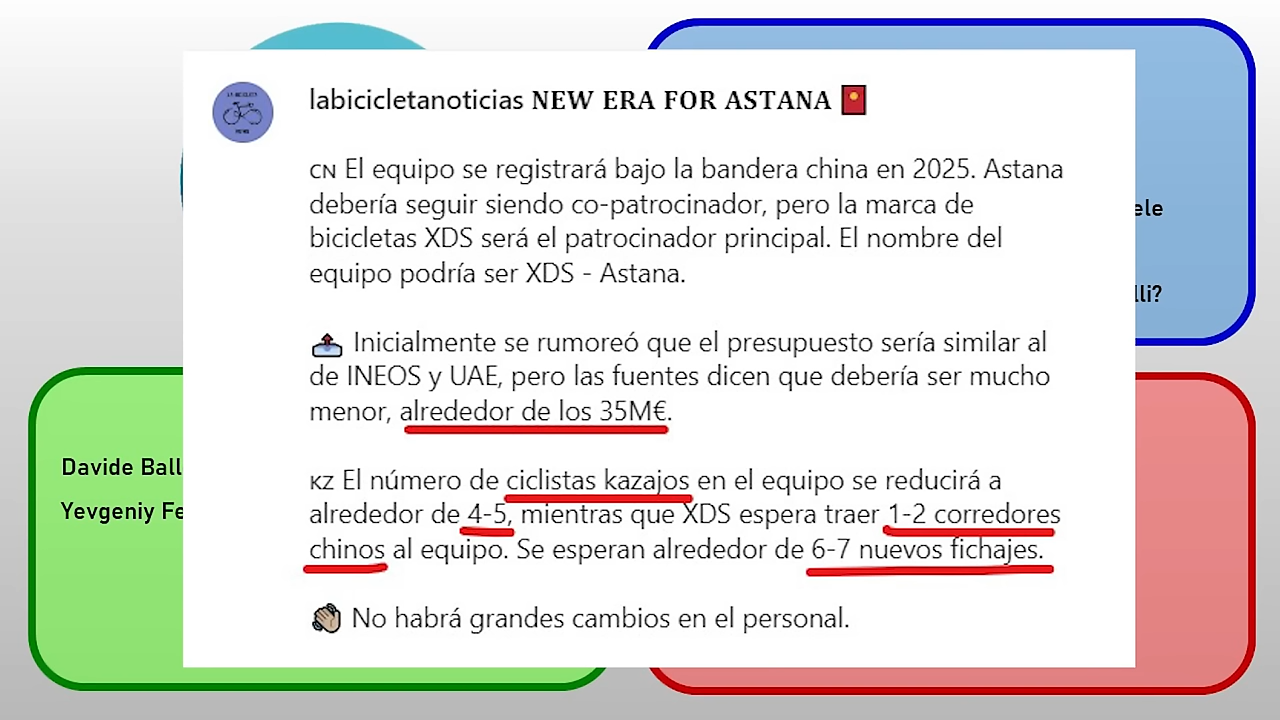 labicicletanoticias NEW ERA FOR ASTANA
CN El equipo se registrará bajo la bandera china en 2025. Astana
debería seguir siendo co-patrocinador, pero la marca de
bicicletas XDS será el patrocinador principal. El nombre del
equipo podría ser XDS - Astana.
Inicialmente se rumoreó que el presupuesto sería similar al
de INEOS y UAE, pero las fuentes dicen que debería ser mucho
menor, alrededor de los 35M€.
KZ El número de ciclistas kazajos en el equipo se reducirá a
alrededor de 4-5, mientras que XDS espera traer 1-2 corredores
chinos al equipo. Se esperan alrededor de 6-7 nuevos fichajes.
No habrá grandes cambios en el personal.
Davide Ball
Yevgeniy Fe
ele
lli?